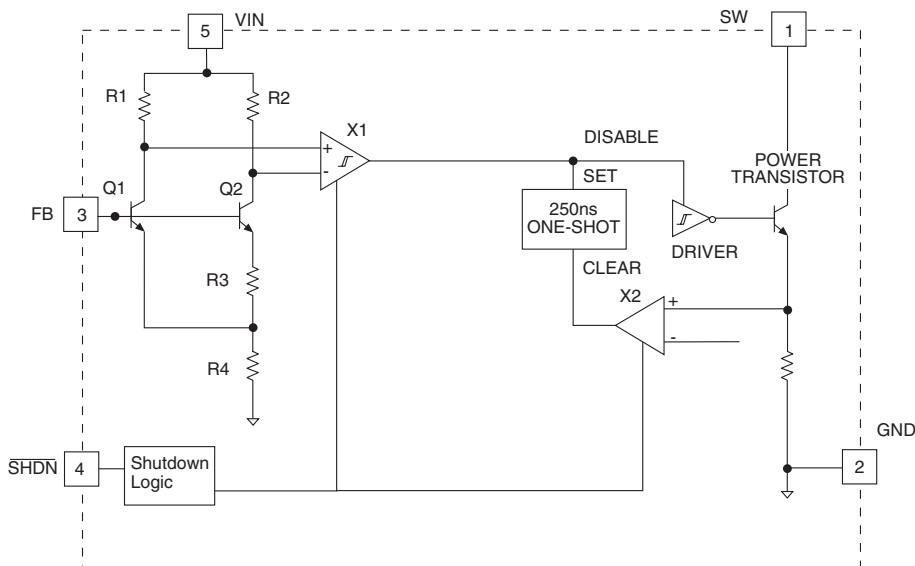 VIN
5
SW
1
R1
R2
X1
+
-
DISABLE
SET
POWER
TRANSISTOR
Q1
Q2
FB
3
250ns
ONE-SHOT
DRIVER
CLEAR
R3
X2
+
-
R4
GND
2
SHDN
4
Shutdown
Logic